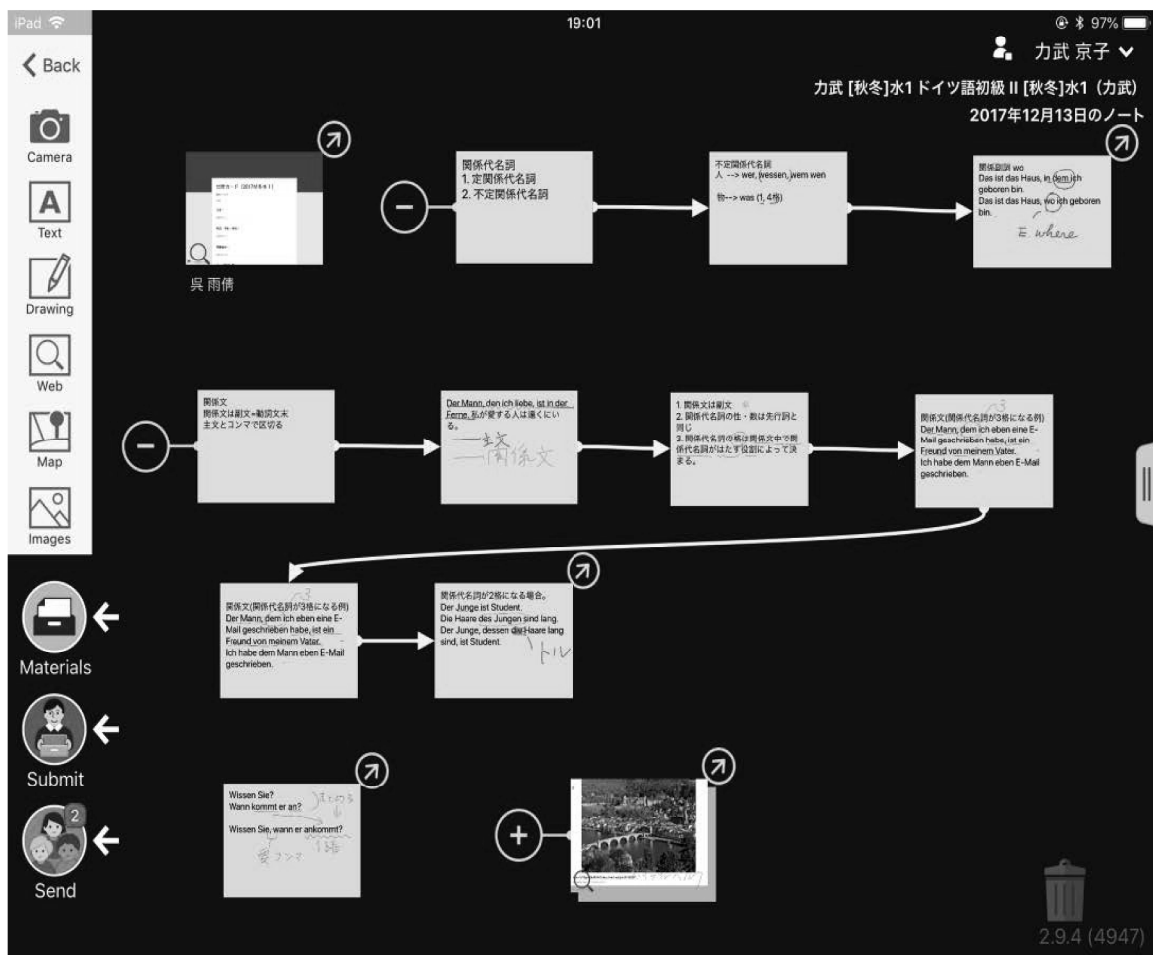 iPad 19:01 97%
Back
力武 京子
力武 [秋冬]水1 ドイツ語初級 II [秋冬]水1（力武）
2017年12月13日のノート
Camera
Text
Drawing
Web
Map
Images
Materials
Submit
2
Send
呉 雨倩
関係代名詞
1. 定関係代名詞
2. 不定関係代名詞
不定関係代名詞
人 --> wer, wessen, wem wen
物--> was (1, 4格)
関係副詞 wo
Das ist das Haus, in dem ich
geboren bin.
Das ist das Haus, wo ich geboren
bin.
E. where
関係文
関係文は副文=動詞文末
主文とコンマで区切る
Der Mann, den ich liebe, ist in der
Ferne. 私が愛する人は遠くにい
る。
主文
関係文
1. 関係文は副文
2. 関係代名詞の性・数は先行詞と
同じ
3. 関係代名詞の格は関係文中で関
係代名詞がはたす役割によって決
まる。
関係文(関係代名詞が3格になる例)
Der Mann, dem ich eben eine E-
Mail geschrieben habe, ist ein
Freund von meinem Vater.
Ich habe dem Mann eben E-Mail
geschrieben.
関係文(関係代名詞が3格になる例)
Der Mann, dem ich eben eine E-
Mail geschrieben habe, ist ein
Freund von meinem Vater.
Ich habe dem Mann eben E-Mail
geschrieben.
関係代名詞が2格になる場合。
Der Junge ist Student.
Die Haare des Jungen sind lang.
Der Junge, dessen die Haare lang
sind, ist Student.
トル
Wissen Sie?
Wann kommt er an?
Wissen Sie, wann er ankommt?
コンマ
2.9.4 (4947)